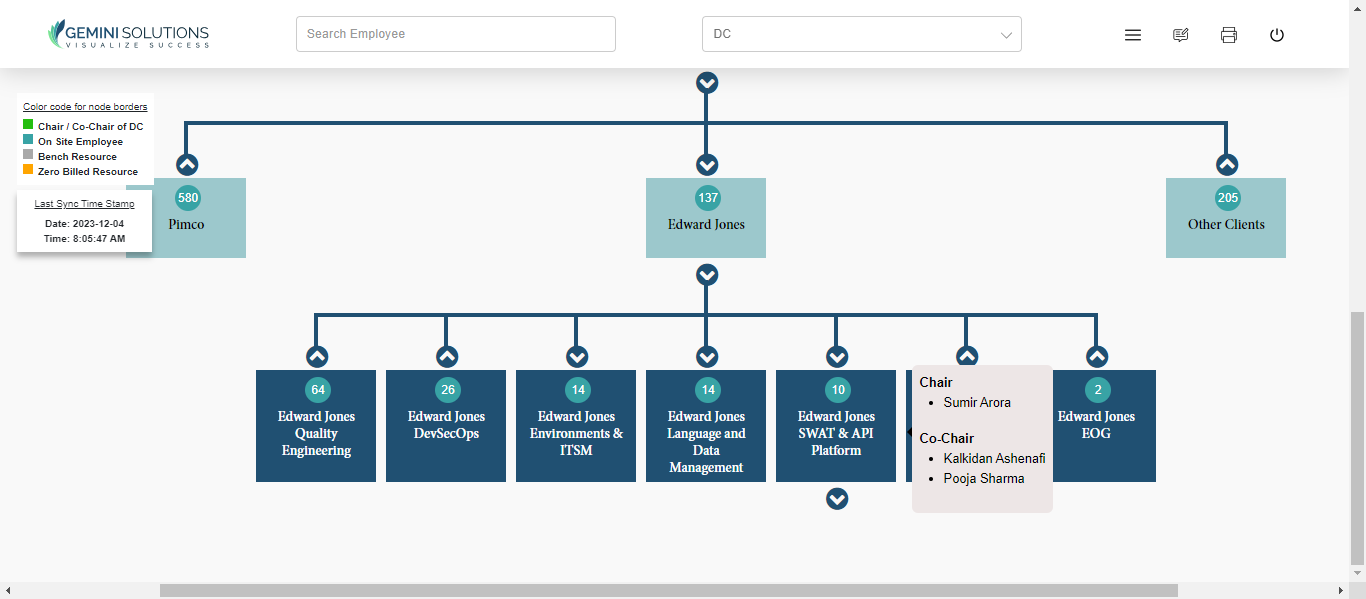 GEMINI SOLUTIONS
VISUALIZE SUCCESS
Search Employee
DC
Color code for node borders
Chair / Co-Chair of DC
On Site Employee
Bench Resource
Zero Billed Resource
Last Sync Time Stamp
Date: 2023-12-04
Time: 8:05:47 AM
580
Pimco
137
Edward Jones
205
Other Clients
64
Edward Jones
Quality
Engineering
26
Edward Jones
DevSecOps
14
Edward Jones
Environments &
ITSM
14
Edward Jones
Language and
Data
Management
10
Edward Jones
SWAT & API
Platform
Chair
Sumir Arora
Co-Chair
Kalkidan Ashenafi
Pooja Sharma
2
Edward Jones
EOG